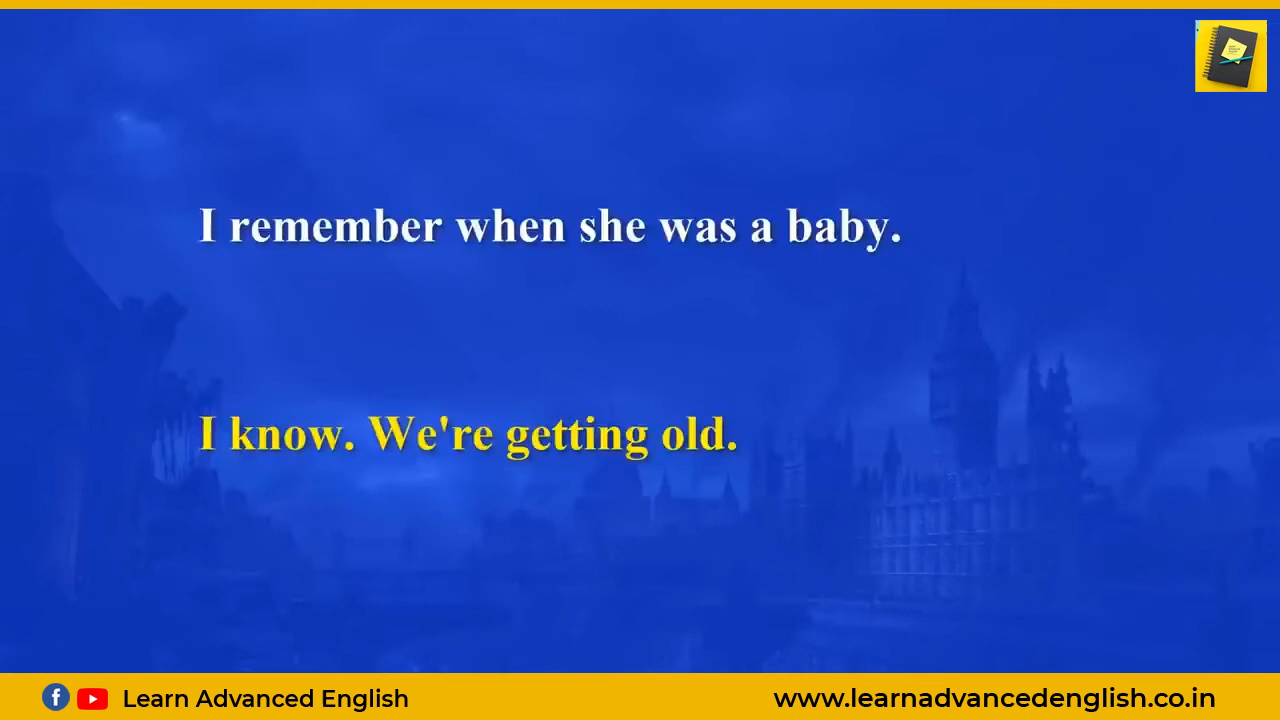 I remember when she was a baby.
I know. We're getting old.
Learn Advanced English
www.learnadvancedenglish.co.in